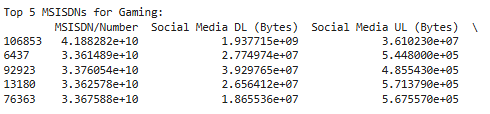 Top 5 MSISDNs for Gaming:
MSISDN/Number  Social Media DL (Bytes)  Social Media UL (Bytes)  \
106853   4.188282e+10             1.937715e+09             3.610230e+07
6437     3.361489e+10             2.774974e+07             5.448000e+05
92923    3.376054e+10             3.929765e+07             4.855430e+05
13180    3.362578e+10             2.656412e+07             5.713790e+05
76363    3.367588e+10             1.865536e+07             5.675570e+05